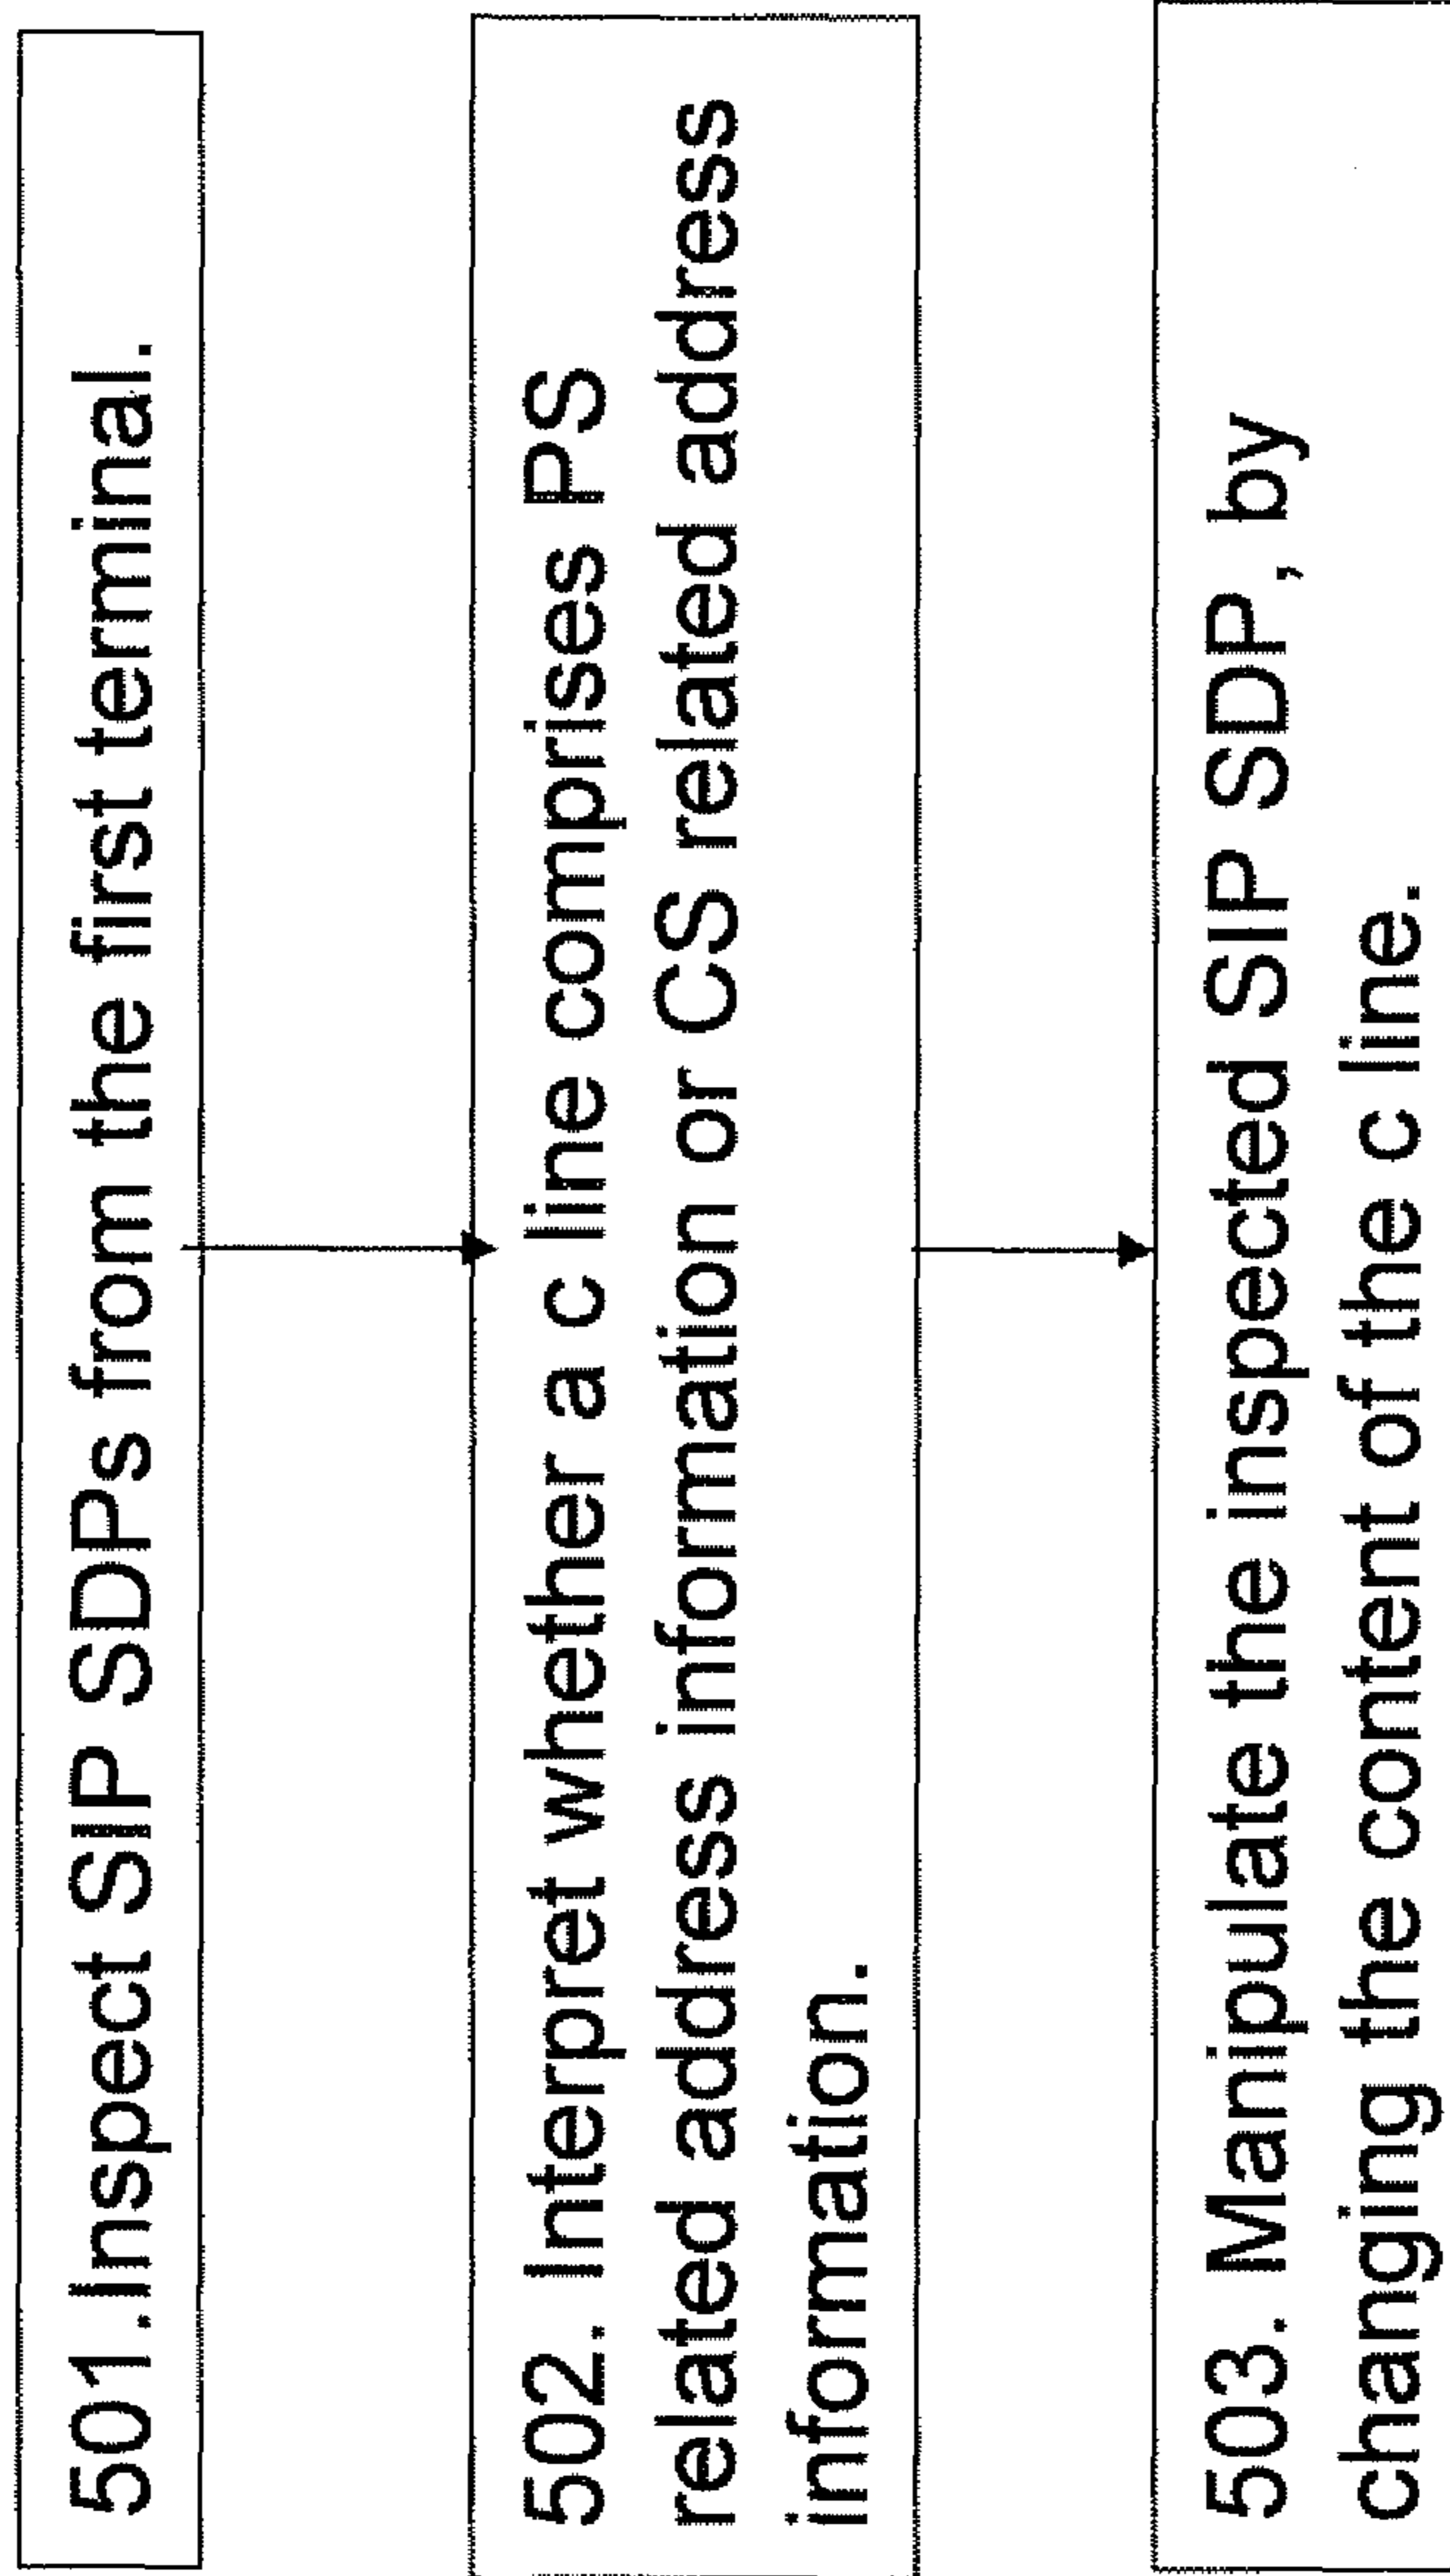 501.Inspect SIP SDPs from the first terminal.
502. Interpret whether a c line comprises PS
related address information or CS related address
information.
503. Manipulate the inspected SIP SDP, by
changing the content of the c line.